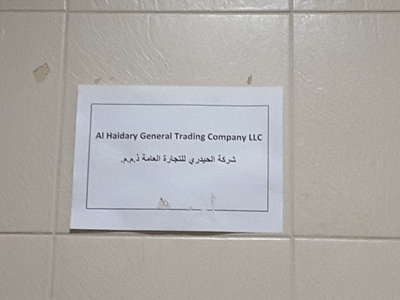 Al Haidary General Trading Company LLC
شركة الحيدري للتجارة العامة ذ.م.م.